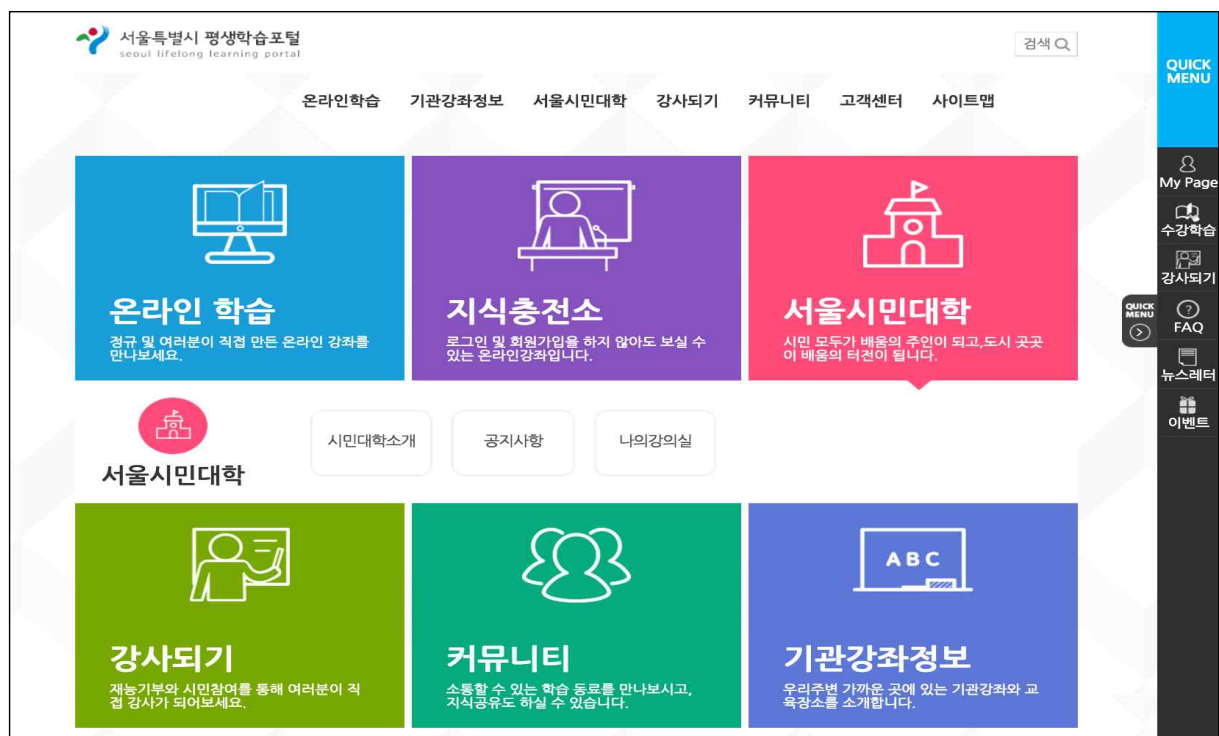 서울특별시 평생학습포털
seoul lifelong learning portal
검색
온라인학습 기관강좌정보 서울시민대학 강사되기 커뮤니티 고객센터 사이트맵
온라인 학습
정규 및 여러분이 직접 만든 온라인 강좌를
만나보세요.
지식충전소
로그인 및 회원가입을 하지 않아도 보실 수
있는 온라인강좌입니다.
서울시민대학
시민 모두가 배움의 주인이 되고,도시 곳곳
이 배움의 터전이 됩니다.
서울시민대학
시민대학소개
공지사항
나의강의실
강사되기
재능기부와 시민참여를 통해 여러분이 직
접 강사가 되어보세요.
커뮤니티
소통할 수 있는 학습 동료를 만나보시고,
지식공유도 하실 수 있습니다.
ABC
기관강좌정보
우리주변 가까운 곳에 있는 기관강좌와 교
육장소를 소개합니다.
QUICK
MENU
My Page
수강학습
강사되기
QUICK
MENU
FAQ
뉴스레터
이벤트